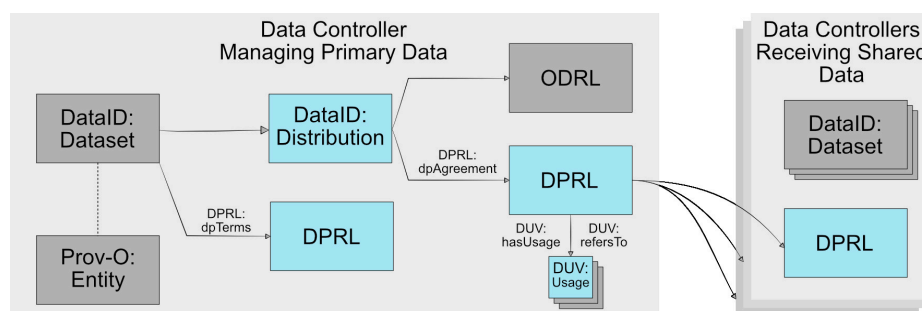 Data Controller
Managing Primary Data
DataID:
Dataset
Prov-O:
Entity
DPRL:
dpTerms
DPRL
DataID:
Distribution
ODRL
DPRL:
dpAgreement
DPRL
DUV:
hasUsage
DUV:
refersTo
DUV:
Usage
Data Controllers
Receiving Shared
Data
DataID:
Dataset
DPRL